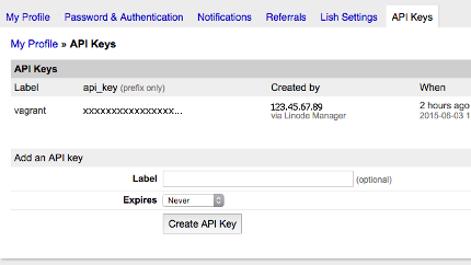 My Profile Password & Authentication Notifications Referrals Lish Settings API Keys
My Profile » API Keys
API Keys
Label api_key (prefix only) Created by When
vagrant xxxxxxxxxxxxxxxx... 123.45.67.89 2 hours ago
via Linode Manager 2015-06-03 1
Add an API key
Label (optional)
Expires Never
Create API Key